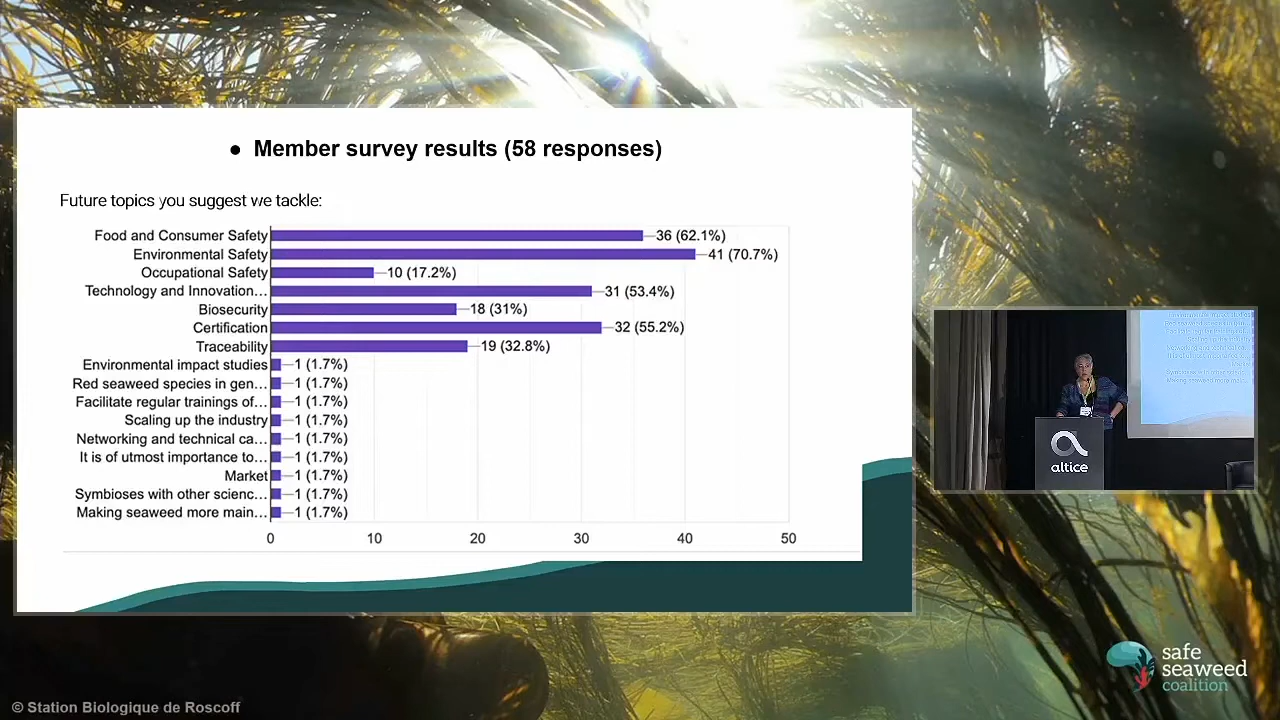 ● Member survey results (58 responses)
Future topics you suggest we tackle:
Food and Consumer Safety 36 (62.1%)
Environmental Safety 41 (70.7%)
Occupational Safety 10 (17.2%)
Technology and Innovation... 31 (53.4%)
Biosecurity 18 (31%)
Certification 32 (55.2%)
Traceability 19 (32.8%)
Environmental impact studies 1 (1.7%)
Red seaweed species in gen... 1 (1.7%)
Facilitate regular trainings of... 1 (1.7%)
Scaling up the industry 1 (1.7%)
Networking and technical ca... 1 (1.7%)
It is of utmost importance to... 1 (1.7%)
Market 1 (1.7%)
Symbioses with other scienc... 1 (1.7%)
Making seaweed more main... 1 (1.7%)
0 10 20 30 40 50
altice
safe
seaweed
coalition
© Station Biologique de Roscoff